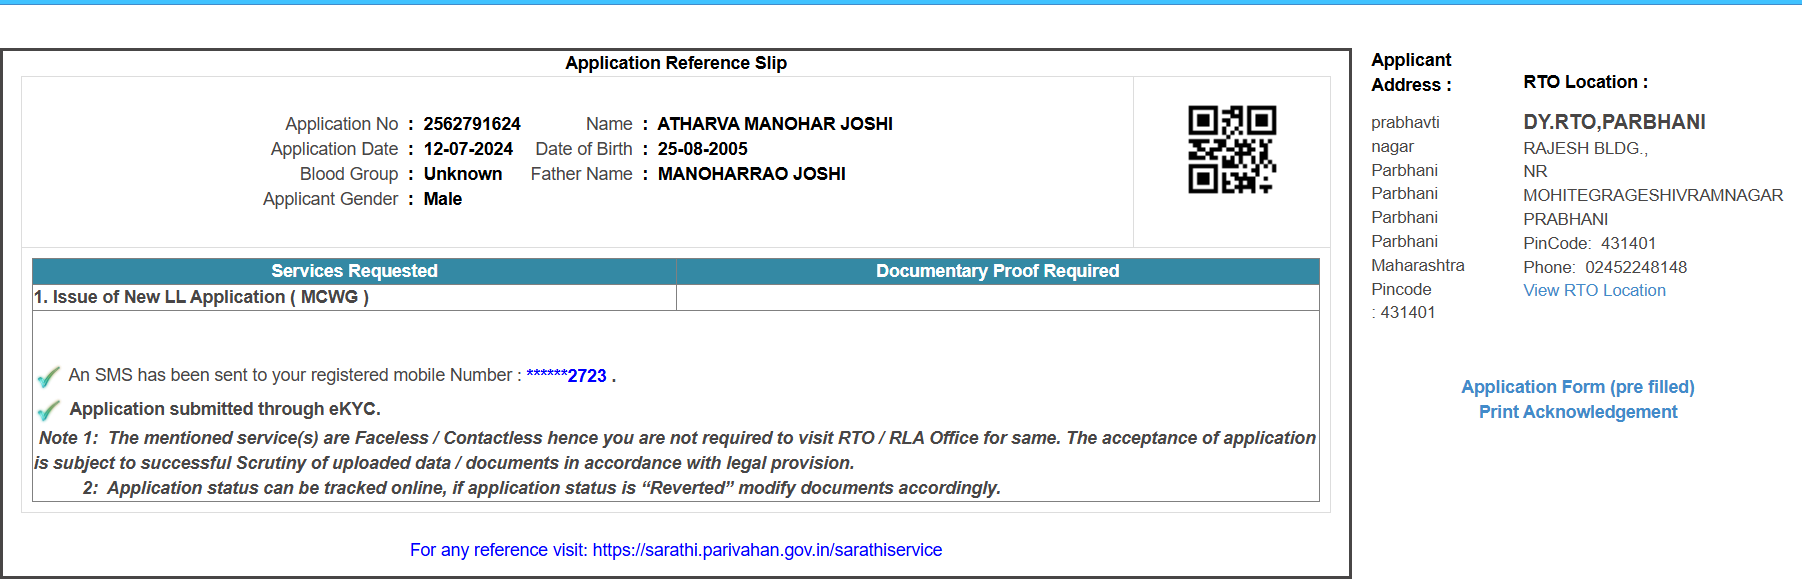 Application Reference Slip
Application No : 2562791624 Name : ATHARVA MANOHAR JOSHI
Application Date : 12-07-2024 Date of Birth : 25-08-2005
Blood Group : Unknown Father Name : MANOHARRAO JOSHI
Applicant Gender : Male
Services Requested Documentary Proof Required
1. Issue of New LL Application ( MCWG )
An SMS has been sent to your registered mobile Number : ******2723 .
Application submitted through eKYC.
Note 1: The mentioned service(s) are Faceless / Contactless hence you are not required to visit RTO / RLA Office for same. The acceptance of application
is subject to successful Scrutiny of uploaded data / documents in accordance with legal provision.
2: Application status can be tracked online, if application status is “Reverted” modify documents accordingly.
For any reference visit: https://sarathi.parivahan.gov.in/sarathiservice
Applicant
Address :
prabhavti
nagar
Parbhani
Parbhani
Parbhani
Parbhani
Maharashtra
Pincode
: 431401
RTO Location :
DY.RTO,PARBHANI
RAJESH BLDG.,
NR
MOHITEGRAGESHIVRAMNAGAR
PRABHANI
PinCode: 431401
Phone: 02452248148
View RTO Location
Application Form (pre filled)
Print Acknowledgement